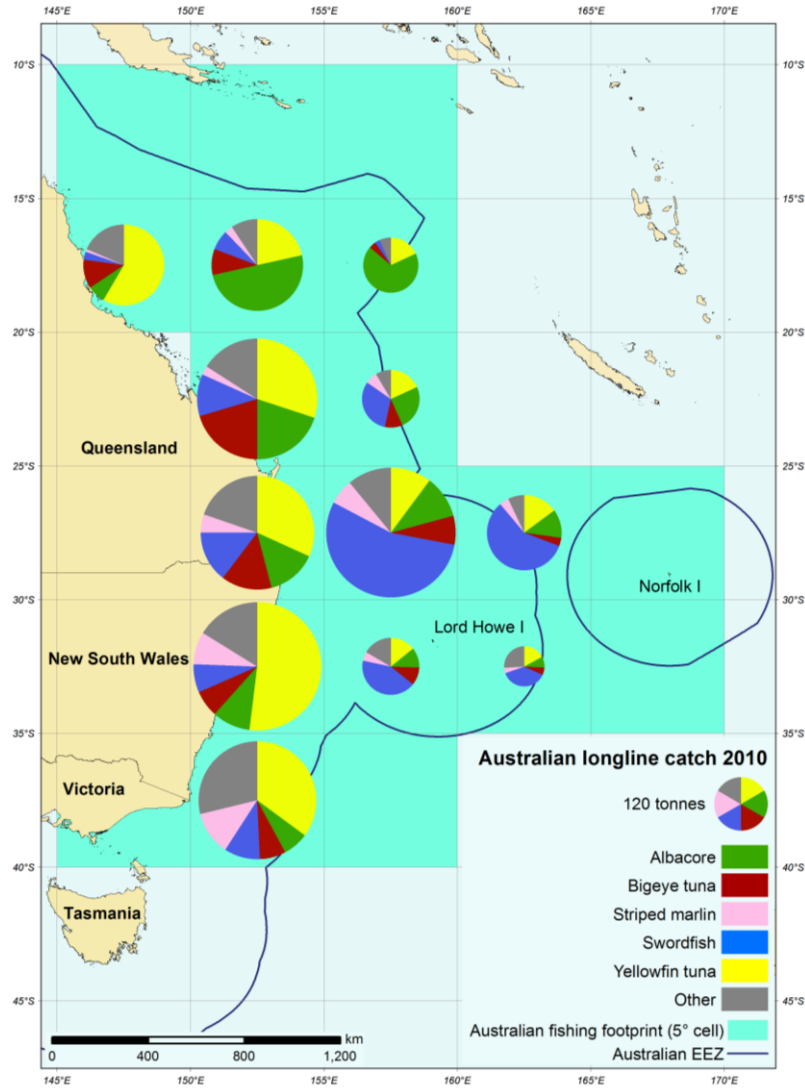 145°E 150°E 155°E 160°E 165°E 170°E
10°S 10°S
15°S 15°S
20°S 20°S
Queensland
25°S 25°S
Norfolk I
30°S 30°S
Lord Howe I
New South Wales
35°S 35°S
Australian longline catch 2010
Victoria
120 tonnes
Albacore
40°S 40°S
Bigeye tuna
Tasmania
Striped marlin
Swordfish
Yellowfin tuna
45°S 45°S
Other
Australian fishing footprint (5° cell)
km
0 400 800 1,200
Australian EEZ
145°E 150°E 155°E 160°E 165°E 170°E